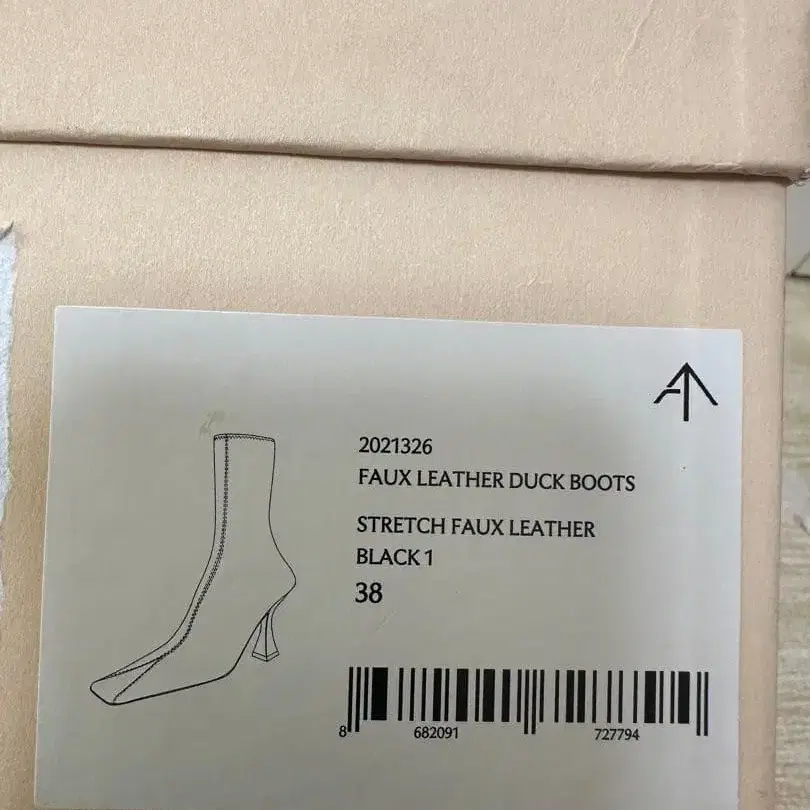 2021326
FAUX LEATHER DUCK BOOTS
STRETCH FAUX LEATHER
BLACK 1
38
8 682091 727794